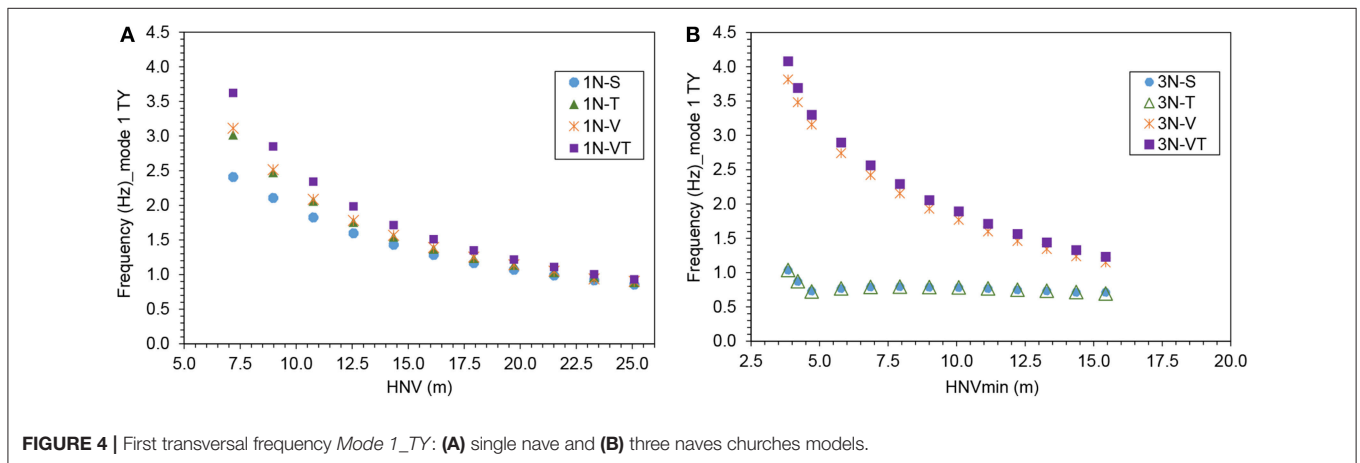 A
Frequency (Hz)_mode 1 TY
4.5
4.0
3.5
3.0
2.5
2.0
1.5
1.0
0.5
0.0
5.0 7.5 10.0 12.5 15.0 17.5 20.0 22.5 25.0
HNV (m)
1N-S
1N-T
1N-V
1N-VT
B
Frequency (Hz)_mode 1 TY
4.5
4.0
3.5
3.0
2.5
2.0
1.5
1.0
0.5
0.0
2.5 5.0 7.5 10.0 12.5 15.0 17.5 20.0
HNVmin (m)
3N-S
3N-T
3N-V
3N-VT
FIGURE 4 | First transversal frequency Mode 1_TY: (A) single nave and (B) three naves churches models.